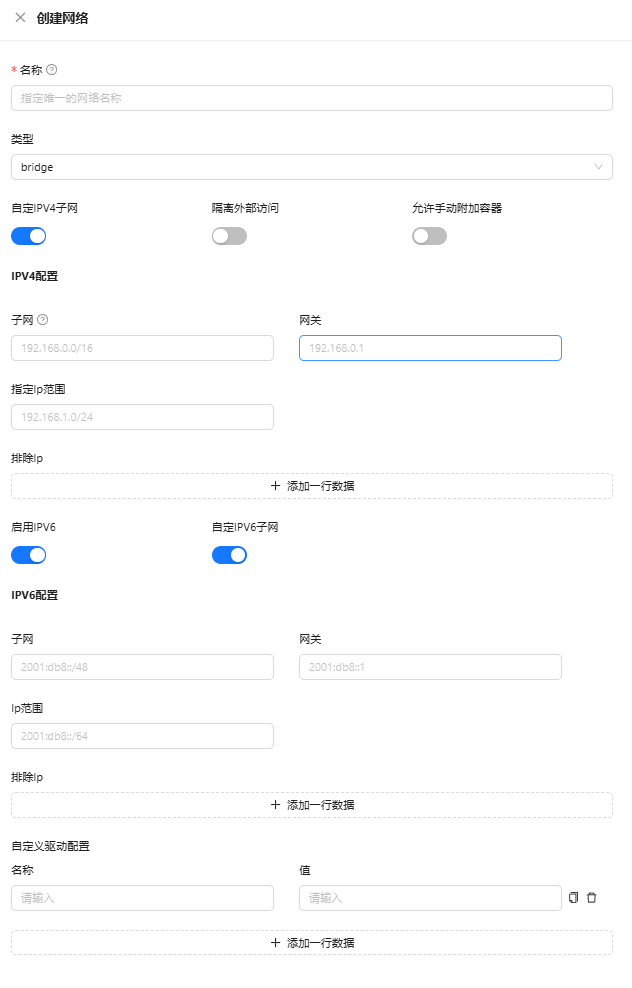 创建网络
* 名称
指定唯一的网络名称
类型
bridge
自定IPV4子网 隔离外部访问 允许手动附加容器
IPV4配置
子网 网关
192.168.0.0/16 192.168.0.1
指定Ip范围
192.168.1.0/24
排除Ip
+ 添加一行数据
启用IPV6 自定IPV6子网
IPV6配置
子网 网关
2001:db8::/48 2001:db8::1
Ip范围
2001:db8::/64
排除Ip
+ 添加一行数据
自定义驱动配置
名称 值
请输入 请输入
+ 添加一行数据